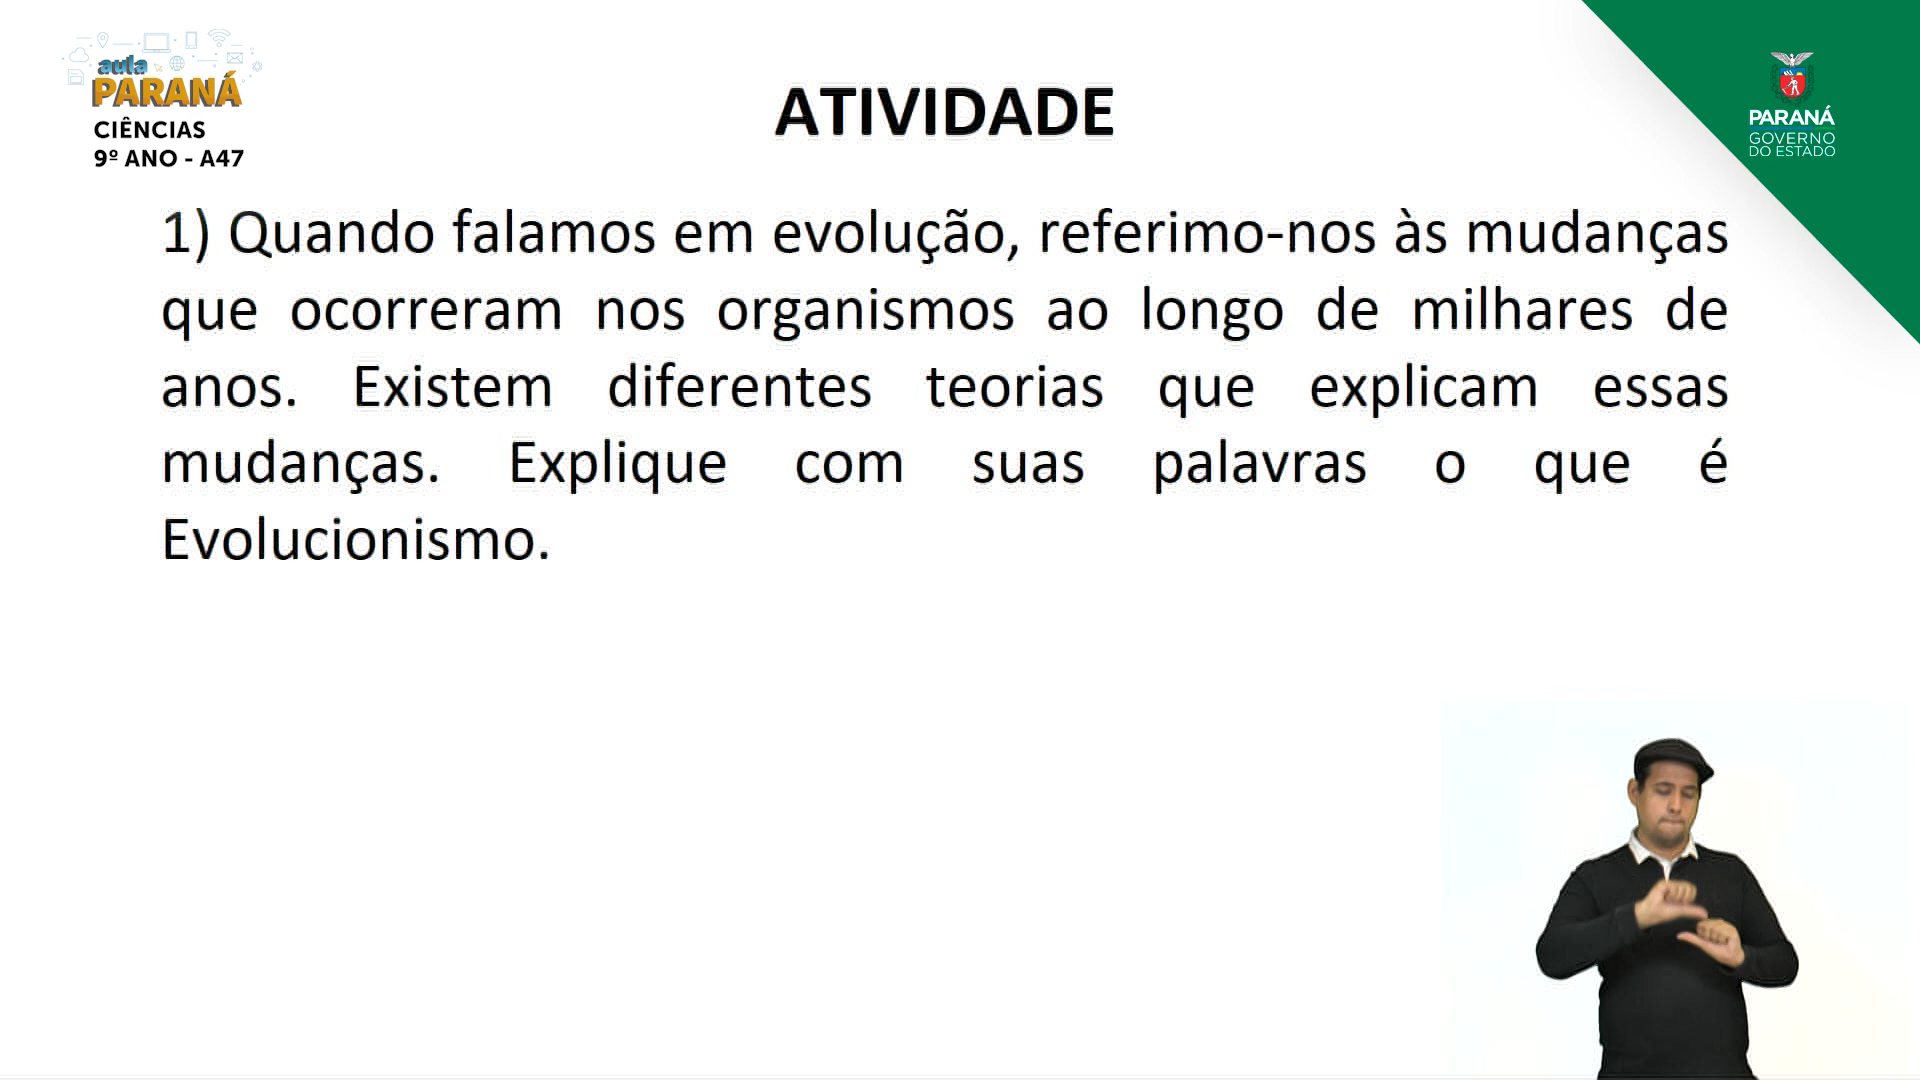 aula
PARANÁ
CIÊNCIAS
9º ANO - A47
ATIVIDADE
PARANÁ
GOVERNO
DO ESTADO
1) Quando falamos em evolução, referimo-nos às mudanças
que ocorreram nos organismos ao longo de milhares de
anos. Existem diferentes teorias que explicam essas
mudanças. Explique com suas palavras o que é
Evolucionismo.